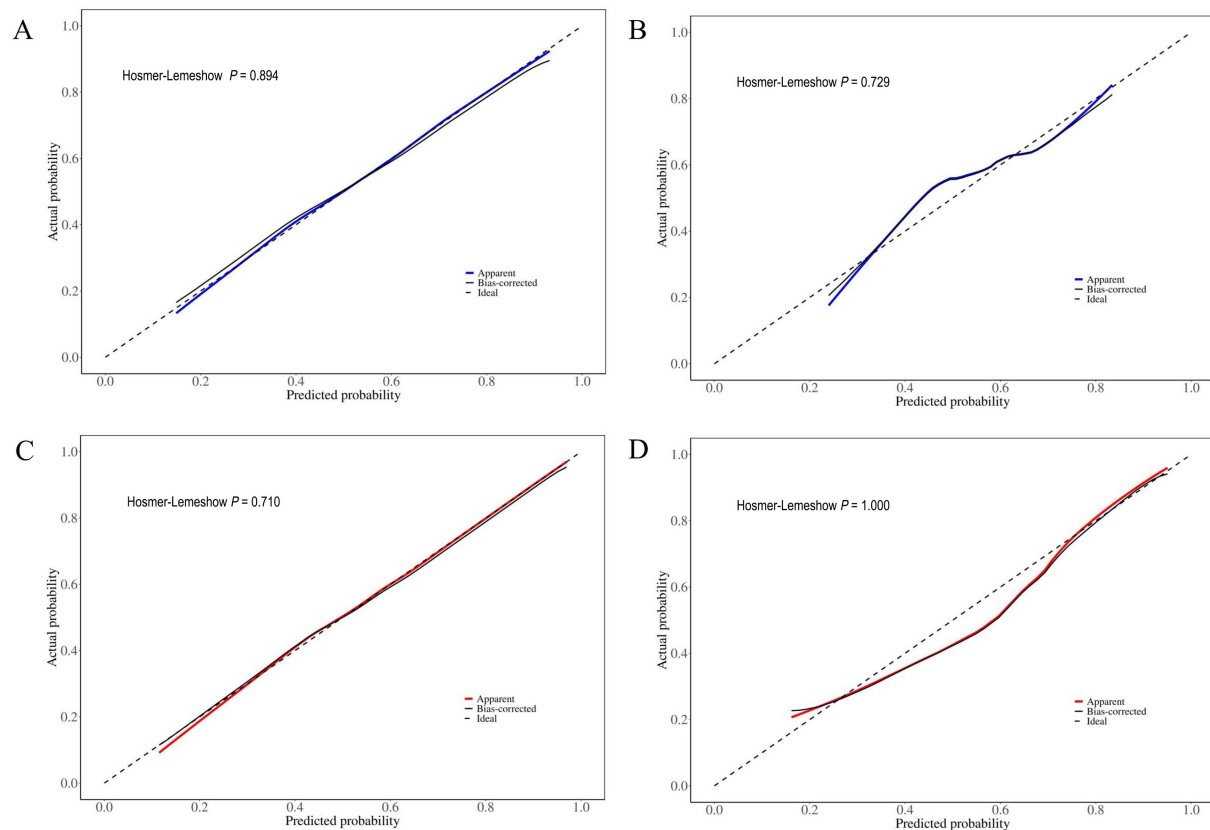 A
Hosmer-Lemeshow P = 0.894
Actual probability
1.0
0.8
0.6
0.4
0.2
0.0
Apparent
Bias-corrected
Ideal
0.0 0.2 0.4 0.6 0.8 1.0
Predicted probability
B
Hosmer-Lemeshow P = 0.729
Actual probability
1.0
0.8
0.6
0.4
0.2
0.0
Apparent
Bias-corrected
Ideal
0.0 0.2 0.4 0.6 0.8 1.0
Predicted probability
C
Hosmer-Lemeshow P = 0.710
Actual probability
1.0
0.8
0.6
0.4
0.2
0.0
Apparent
Bias-corrected
Ideal
0.0 0.2 0.4 0.6 0.8 1.0
Predicted probability
D
Hosmer-Lemeshow P = 1.000
Actual probability
1.0
0.8
0.6
0.4
0.2
0.0
Apparent
Bias-corrected
Ideal
0.0 0.2 0.4 0.6 0.8 1.0
Predicted probability